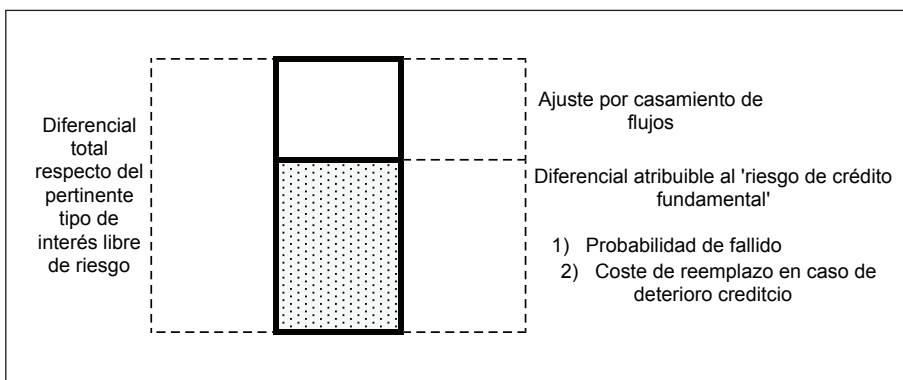 Diferencial
total
respecto del
pertinente
tipo de
interés libre
de riesgo
Ajuste por casamiento de
flujos
Diferencial atribuible al 'riesgo de crédito
fundamental'
1) Probabilidad de fallido
2) Coste de reemplazo en caso de
deterioro creditcio